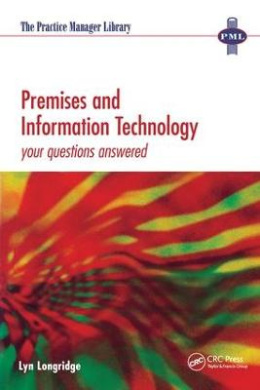 The Practice Manager Library
PML
Premises and
Information Technology
your questions answered
Lyn Longridge
CRC Press
Taylor & Francis Group